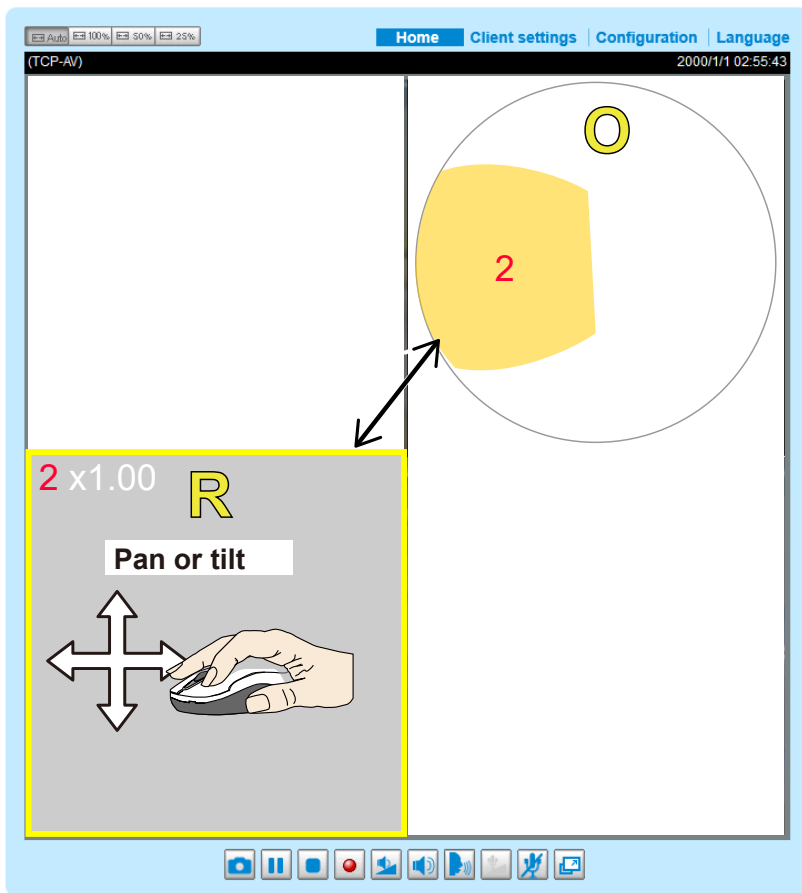 Auto 100% 50% 25%
Home Client settings Configuration Language
(TCP-AV) 2000/1/1 02:55:43
O
2
2 x1.00 R
Pan or tilt